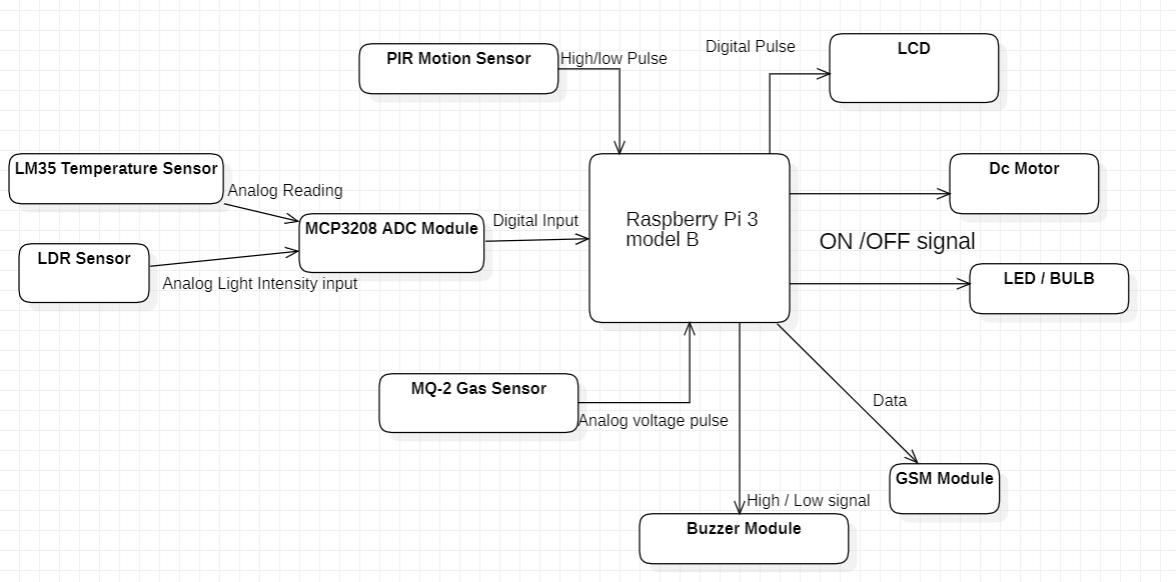 PIR Motion Sensor
High/low Pulse
Digital Pulse
LCD
LM35 Temperature Sensor
Analog Reading
MCP3208 ADC Module
Digital Input
LDR Sensor
Analog Light Intensity input
Raspberry Pi 3
model B
Dc Motor
ON /OFF signal
LED / BULB
MQ-2 Gas Sensor
Analog voltage pulse
Data
GSM Module
High / Low signal
Buzzer Module